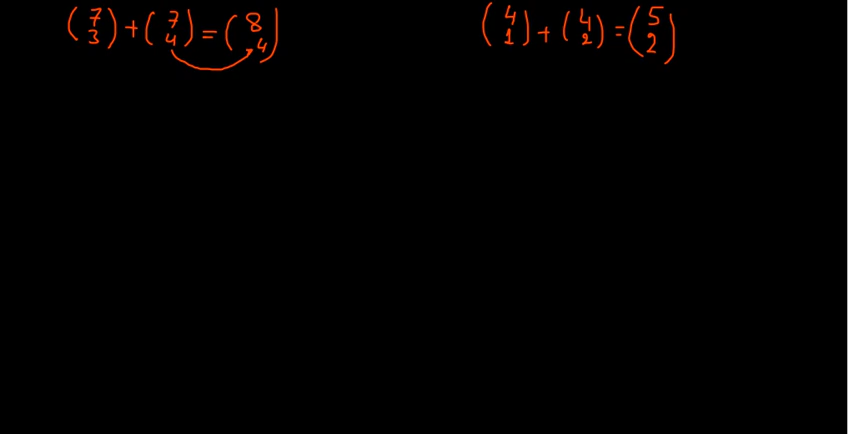 (7 3) + (7 4) = (8 4)
(4 1) + (4 2) = (5 2)